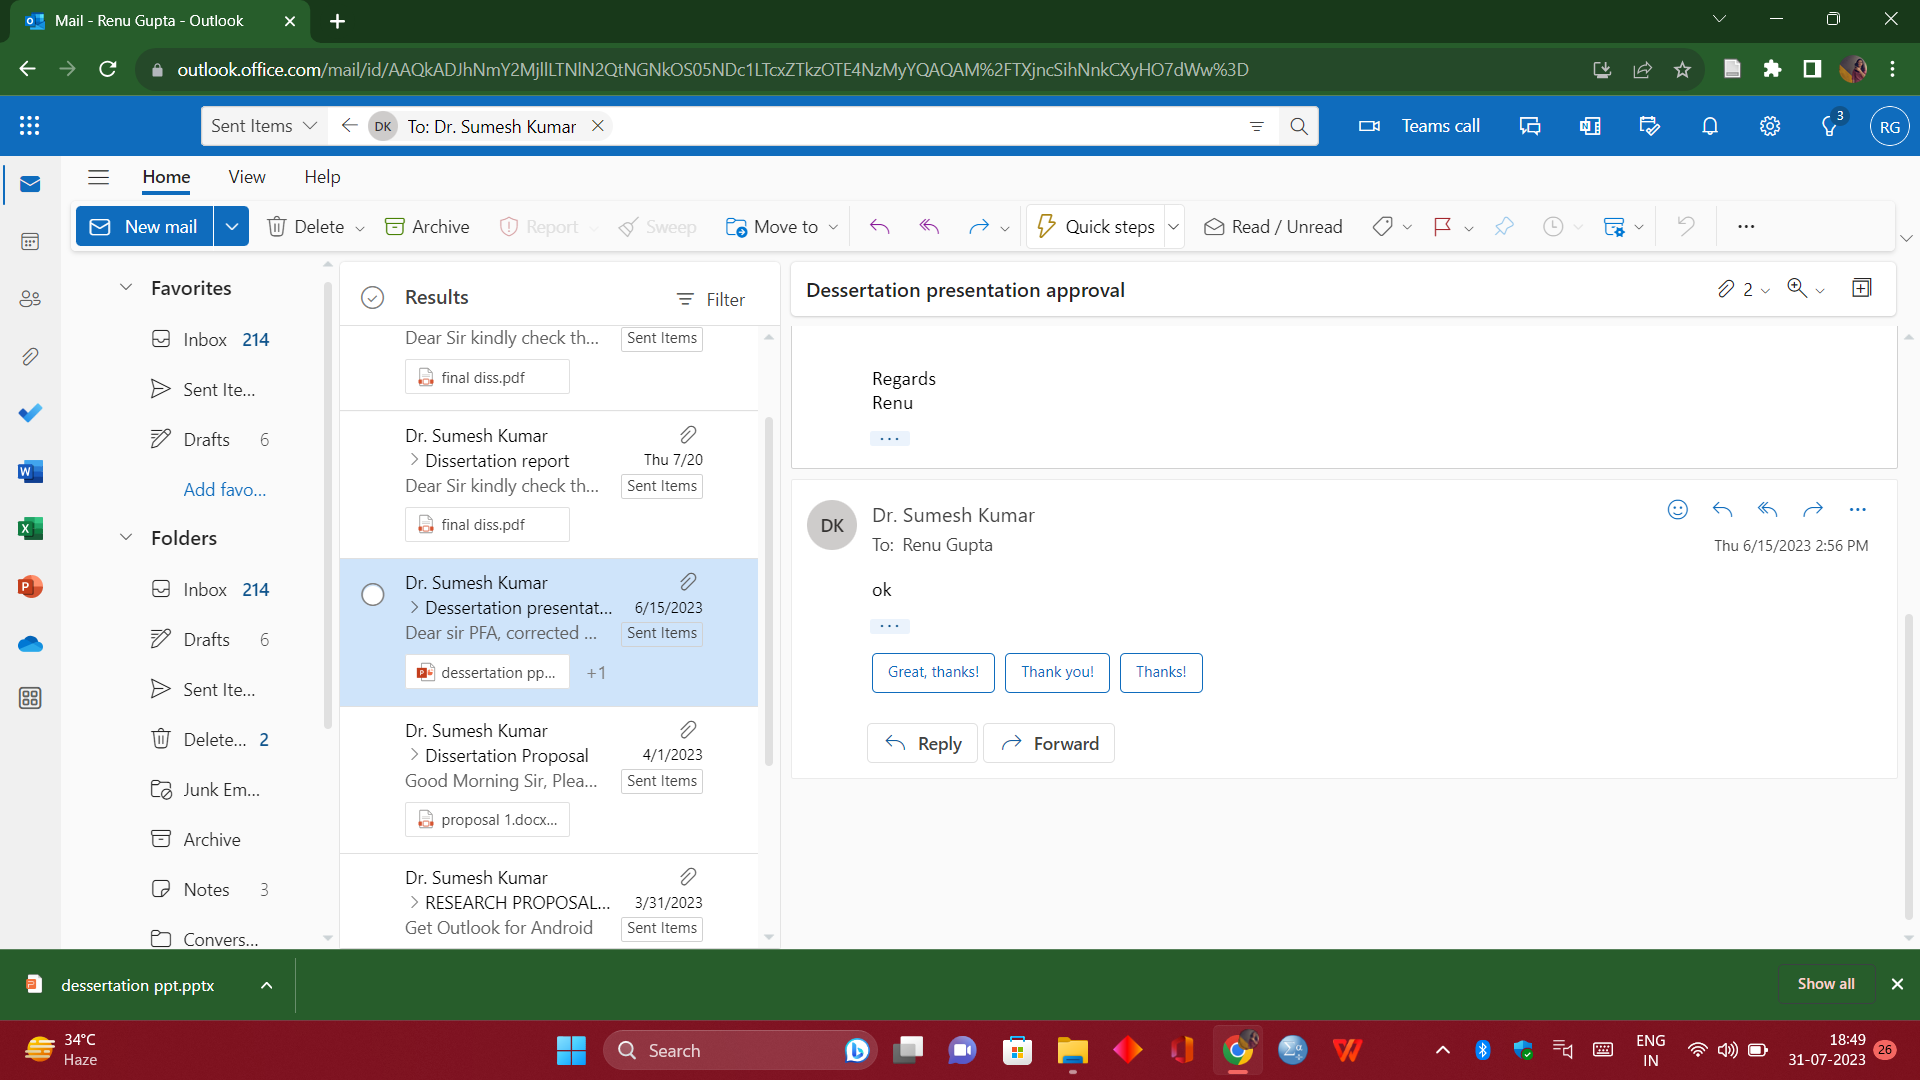 Mail - Renu Gupta - Outlook
outlook.office.com/mail/id/AAQkADJhNmY2MjllLTNlN2QtNGNkOS05NDc1LTcxZTkzOTE4NzMyYQAQAM%2FTXjncSihNnkCXyHO7dWw%3D
Sent Items
DK To: Dr. Sumesh Kumar
Teams call
3
RG
Home View Help
New mail Delete Archive Report Sweep Move to Quick steps Read / Unread
Favorites
Inbox 214
Sent Ite...
Drafts 6
Add favo...
Folders
Inbox 214
Drafts 6
Sent Ite...
Delete... 2
Junk Em...
Archive
Notes 3
Convers...
Results Filter
Dear Sir kindly check th... Sent Items
final diss.pdf
Dr. Sumesh Kumar
Dissertation report Thu 7/20
Dear Sir kindly check th... Sent Items
final diss.pdf
Dr. Sumesh Kumar
Dessertation presentat... 6/15/2023
Dear sir PFA, corrected ... Sent Items
dessertation pp... +1
Dr. Sumesh Kumar
Dissertation Proposal 4/1/2023
Good Morning Sir, Plea... Sent Items
proposal 1.docx...
Dr. Sumesh Kumar
RESEARCH PROPOSAL... 3/31/2023
Get Outlook for Android Sent Items
Dessertation presentation approval 2
Regards
Renu
...
DK
Dr. Sumesh Kumar
To: Renu Gupta
Thu 6/15/2023 2:56 PM
ok
...
Great, thanks! Thank you! Thanks!
Reply Forward
dessertation ppt.pptx
Show all
34°C
Haze
Search
ENG
IN
18:49
31-07-2023
26